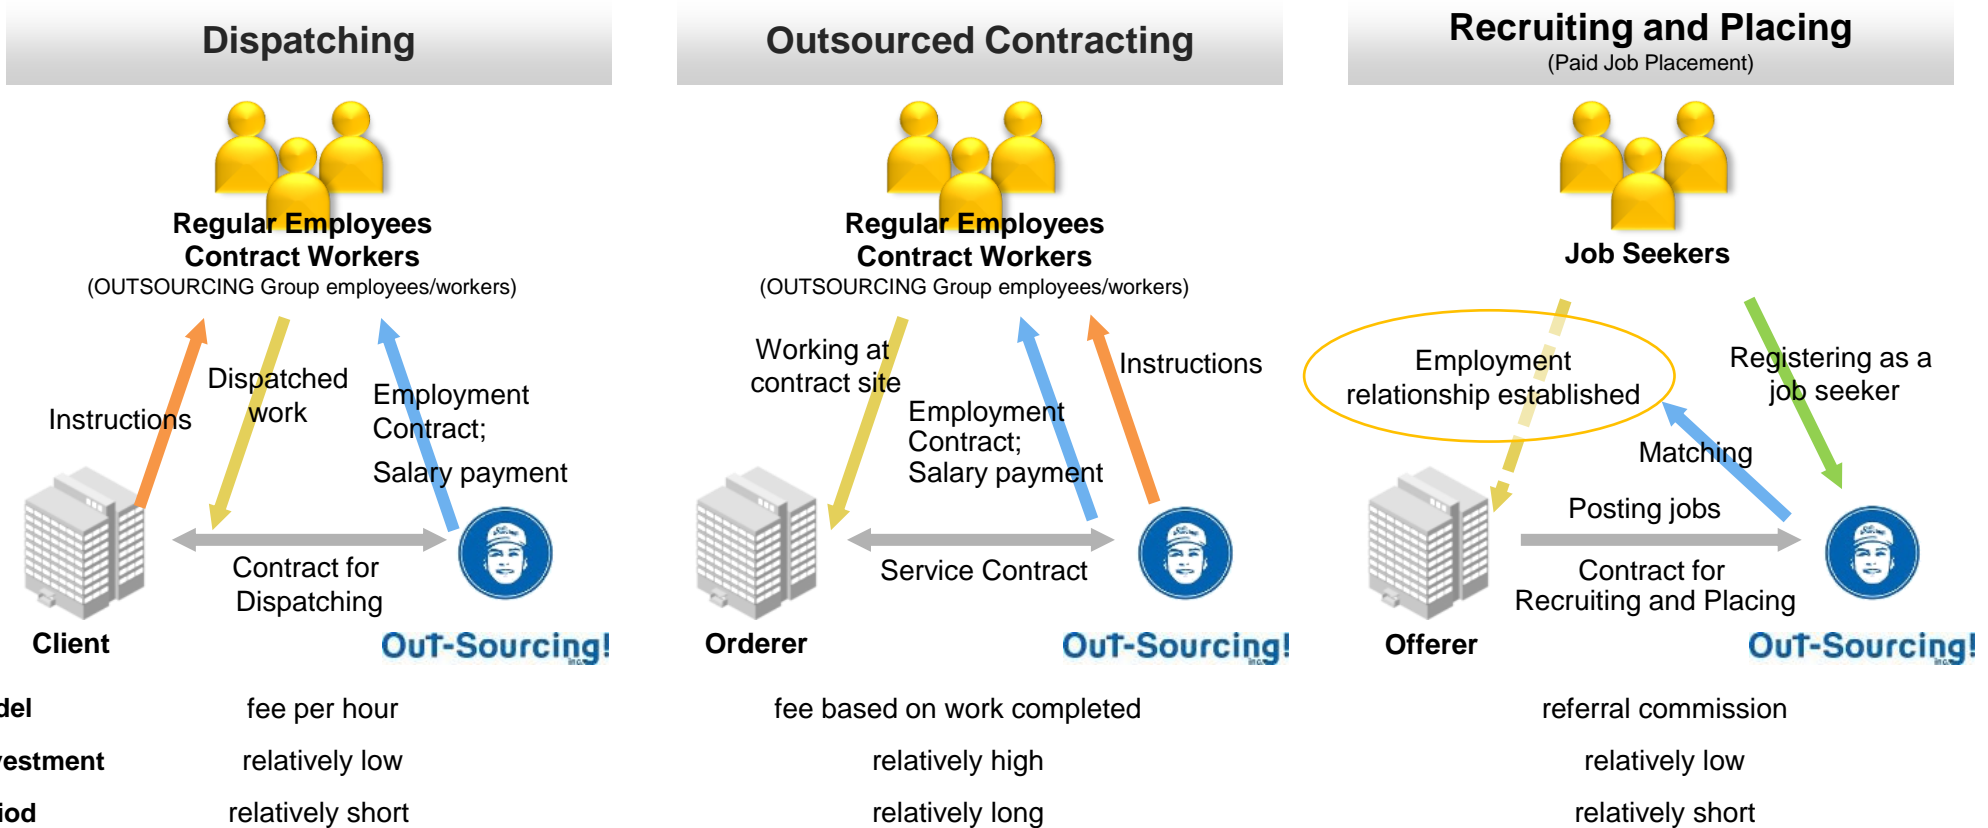 Dispatching
Regular Employees
Contract Workers
(OUTSOURCING Group employees/workers)
Instructions
Dispatched
work
Employment
Contract;
Salary payment
Contract for
Dispatching
Client
OuT-Sourcing!
inc.
Outsourced Contracting
Regular Employees
Contract Workers
(OUTSOURCING Group employees/workers)
Working at
contract site
Employment
Contract;
Salary payment
Instructions
Service Contract
Orderer
OuT-Sourcing!
inc.
Recruiting and Placing
(Paid Job Placement)
Job Seekers
Employment
relationship established
Registering as a
job seeker
Matching
Posting jobs
Contract for
Recruiting and Placing
Offerer
OuT-Sourcing!
inc.
del fee per hour fee based on work completed referral commission
vestment relatively low relatively high relatively low
iod relatively short relatively long relatively short